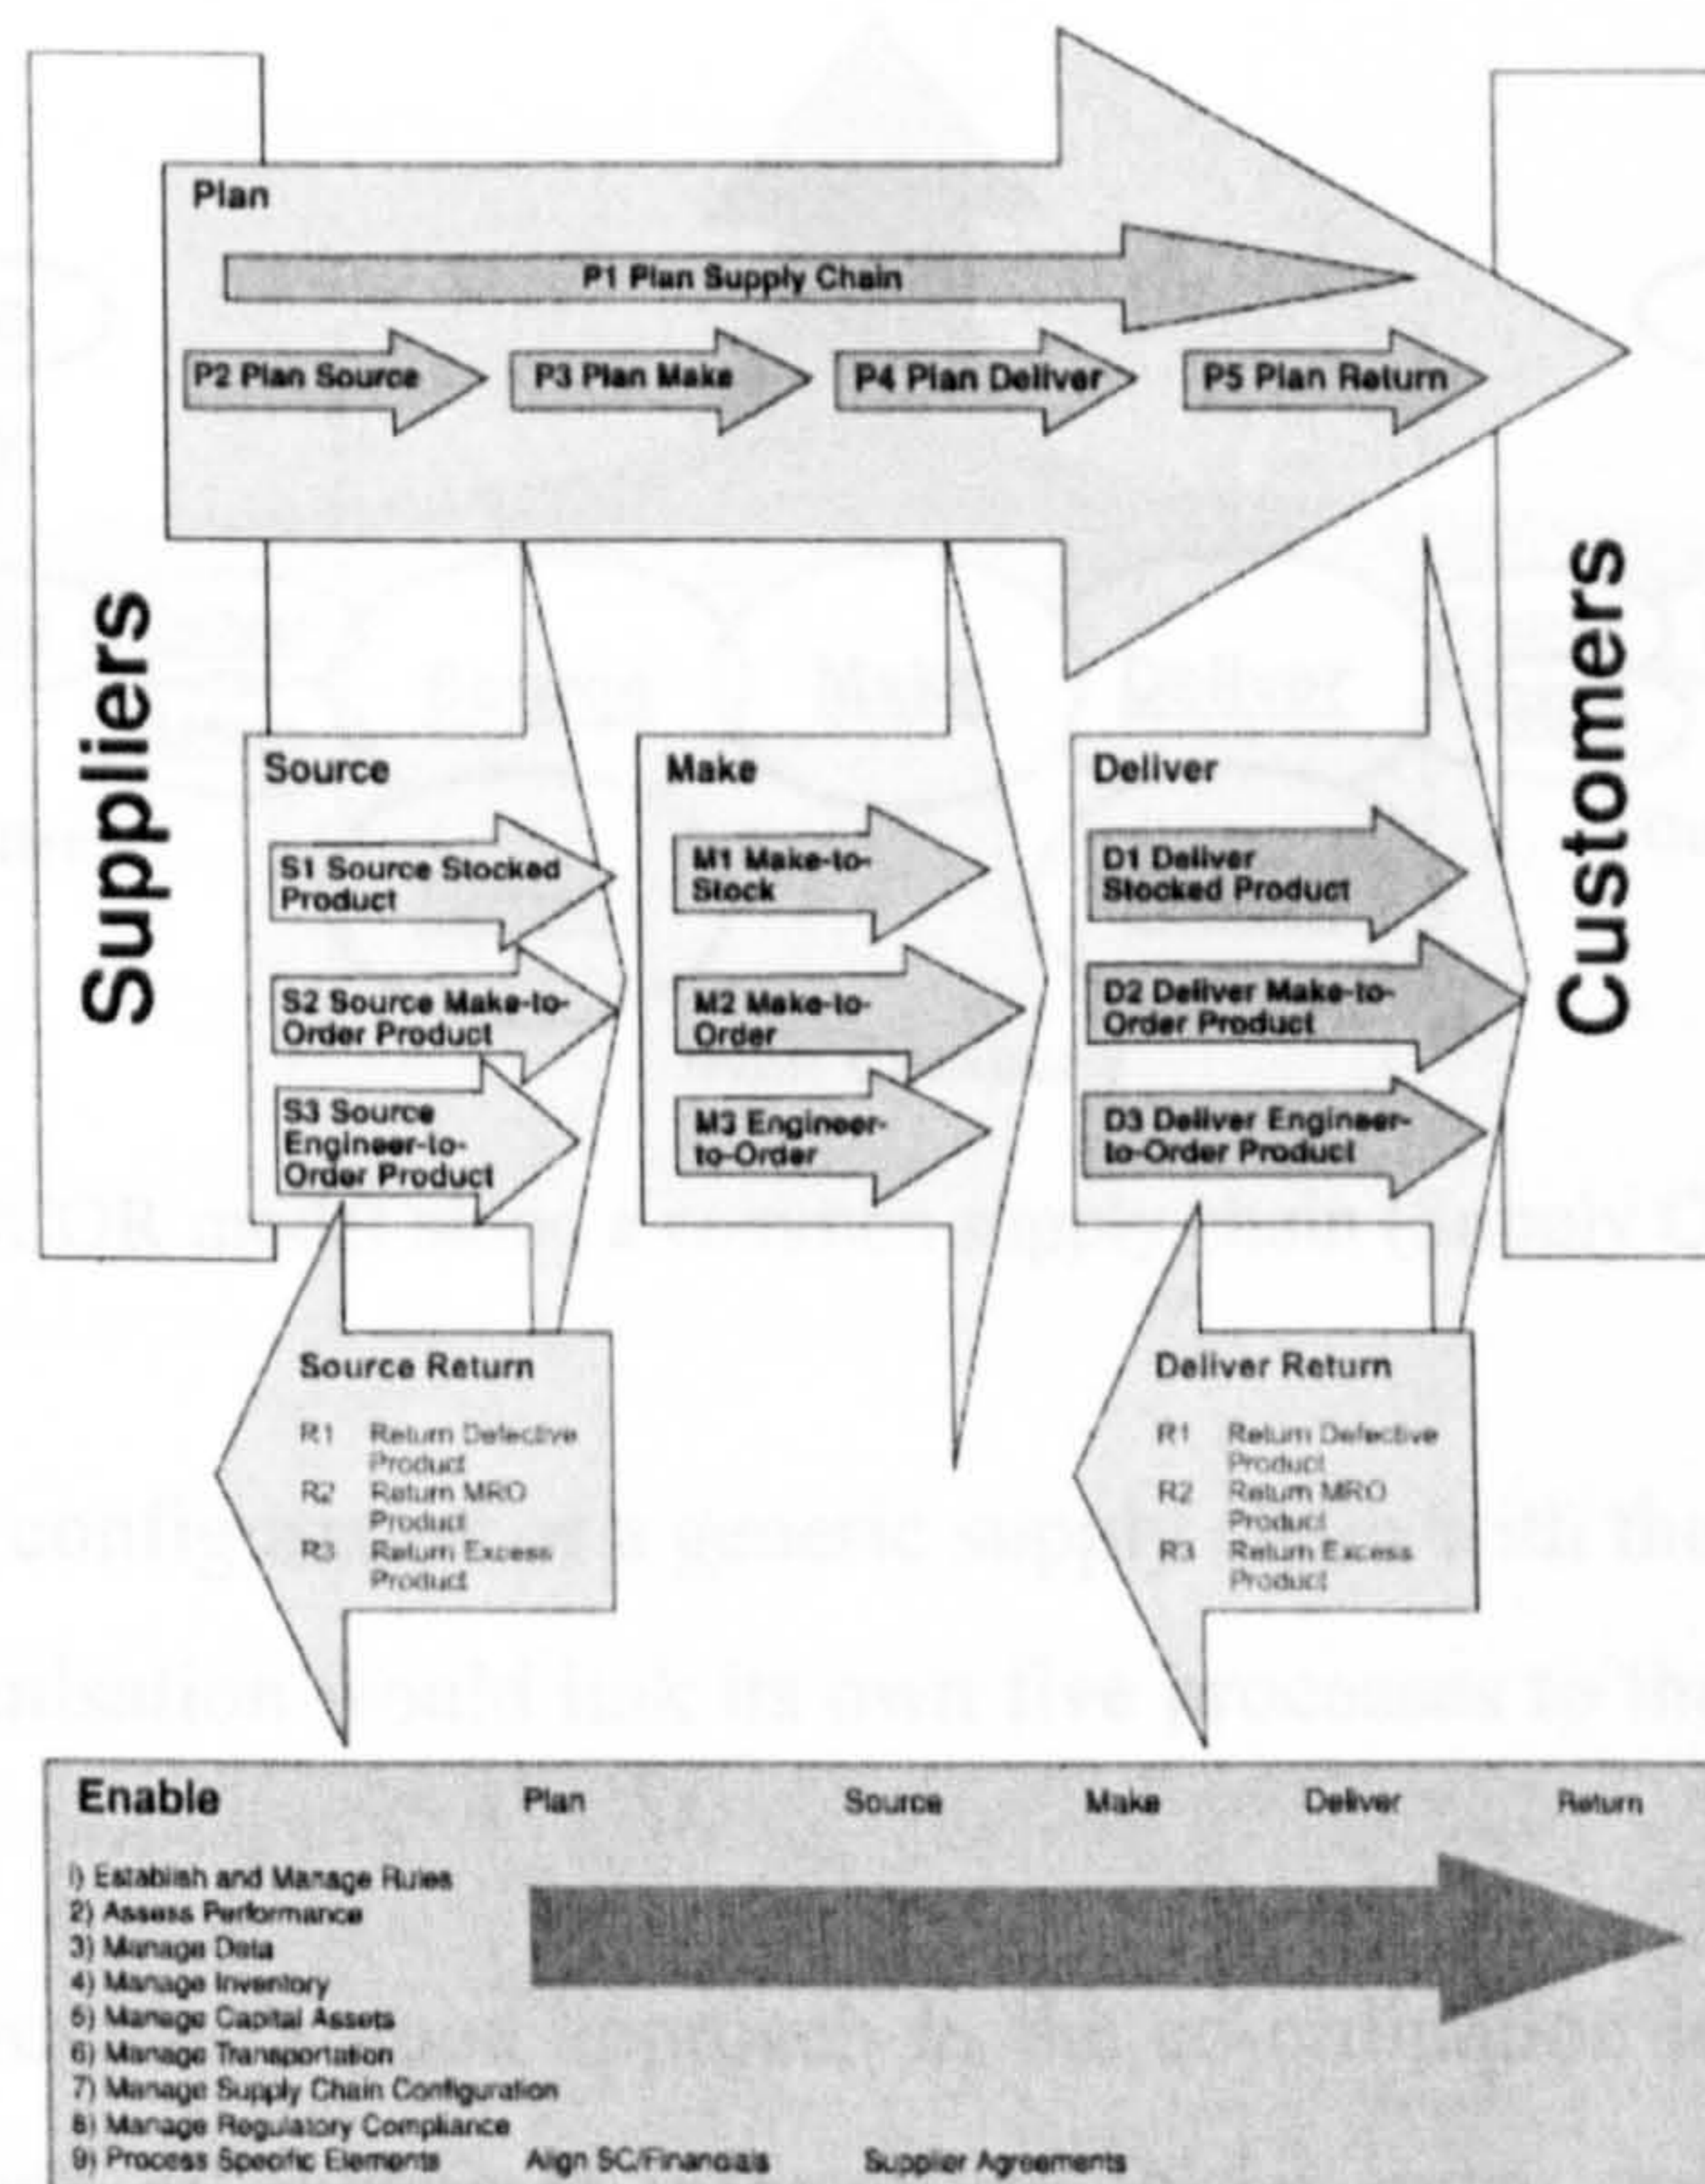 Plan
P1 Plan Supply Chain
P2 Plan Source
P3 Plan Make
P4 Plan Deliver
P5 Plan Return
Suppliers
Customers
Source
S1 Source Stocked
Product
S2 Source Make-to-
Order Product
S3 Source
Engineer-to-
Order Product
Make
M1 Make-to-
Stock
M2 Make-to-
Order
M3 Engineer-
to-Order
Deliver
D1 Deliver
Stocked Product
D2 Deliver Make-to-
Order Product
D3 Deliver Engineer-
to-Order Product
Source Return
R1 Return Defective
Product
R2 Return MRO
Product
R3 Return Excess
Product
Deliver Return
R1 Return Defective
Product
R2 Return MRO
Product
R3 Return Excess
Product
Enable
Plan Source Make Deliver Return
1) Establish and Manage Rules
2) Assess Performance
3) Manage Data
4) Manage Inventory
5) Manage Capital Assets
6) Manage Transportation
7) Manage Supply Chain Configuration
8) Manage Regulatory Compliance
9) Process Specific Elements Align SC/Financials Supplier Agreements